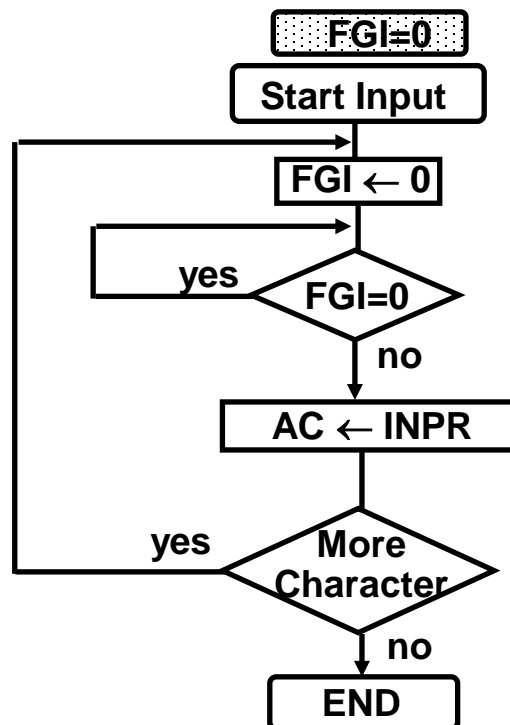 FGI=0
Start Input
FGI ← 0
yes
FGI=0
no
AC ← INPR
yes
More
Character
no
END